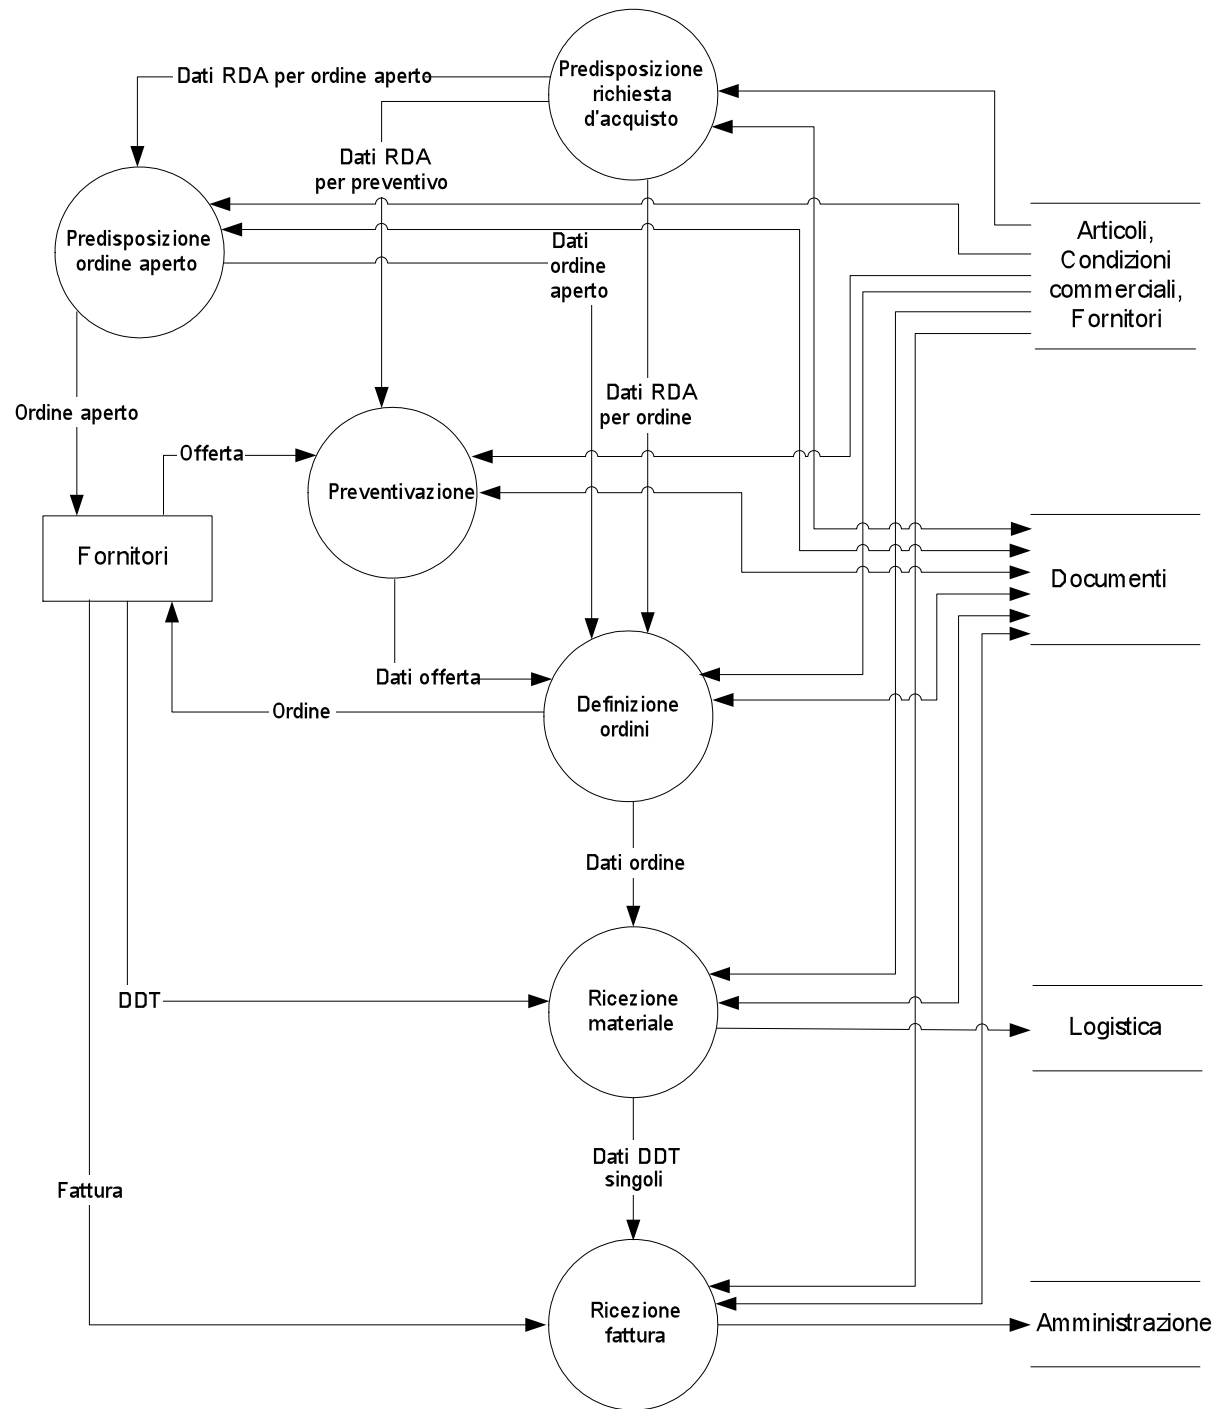 Predisposizione
richiesta
d'acquisto
Dati RDA per ordine aperto
Dati RDA
per preventivo
Predisposizione
ordine aperto
Dati
ordine
aperto
Articoli,
Condizioni
commerciali,
Fornitori
Dati RDA
per ordine
Ordine aperto
Offerta
Preventivazione
Fornitori
Documenti
Dati offerta
Ordine
Definizione
ordini
Dati ordine
DDT
Ricezione
materiale
Logistica
Dati DDT
singoli
Fattura
Ricezione
fattura
Amministrazione